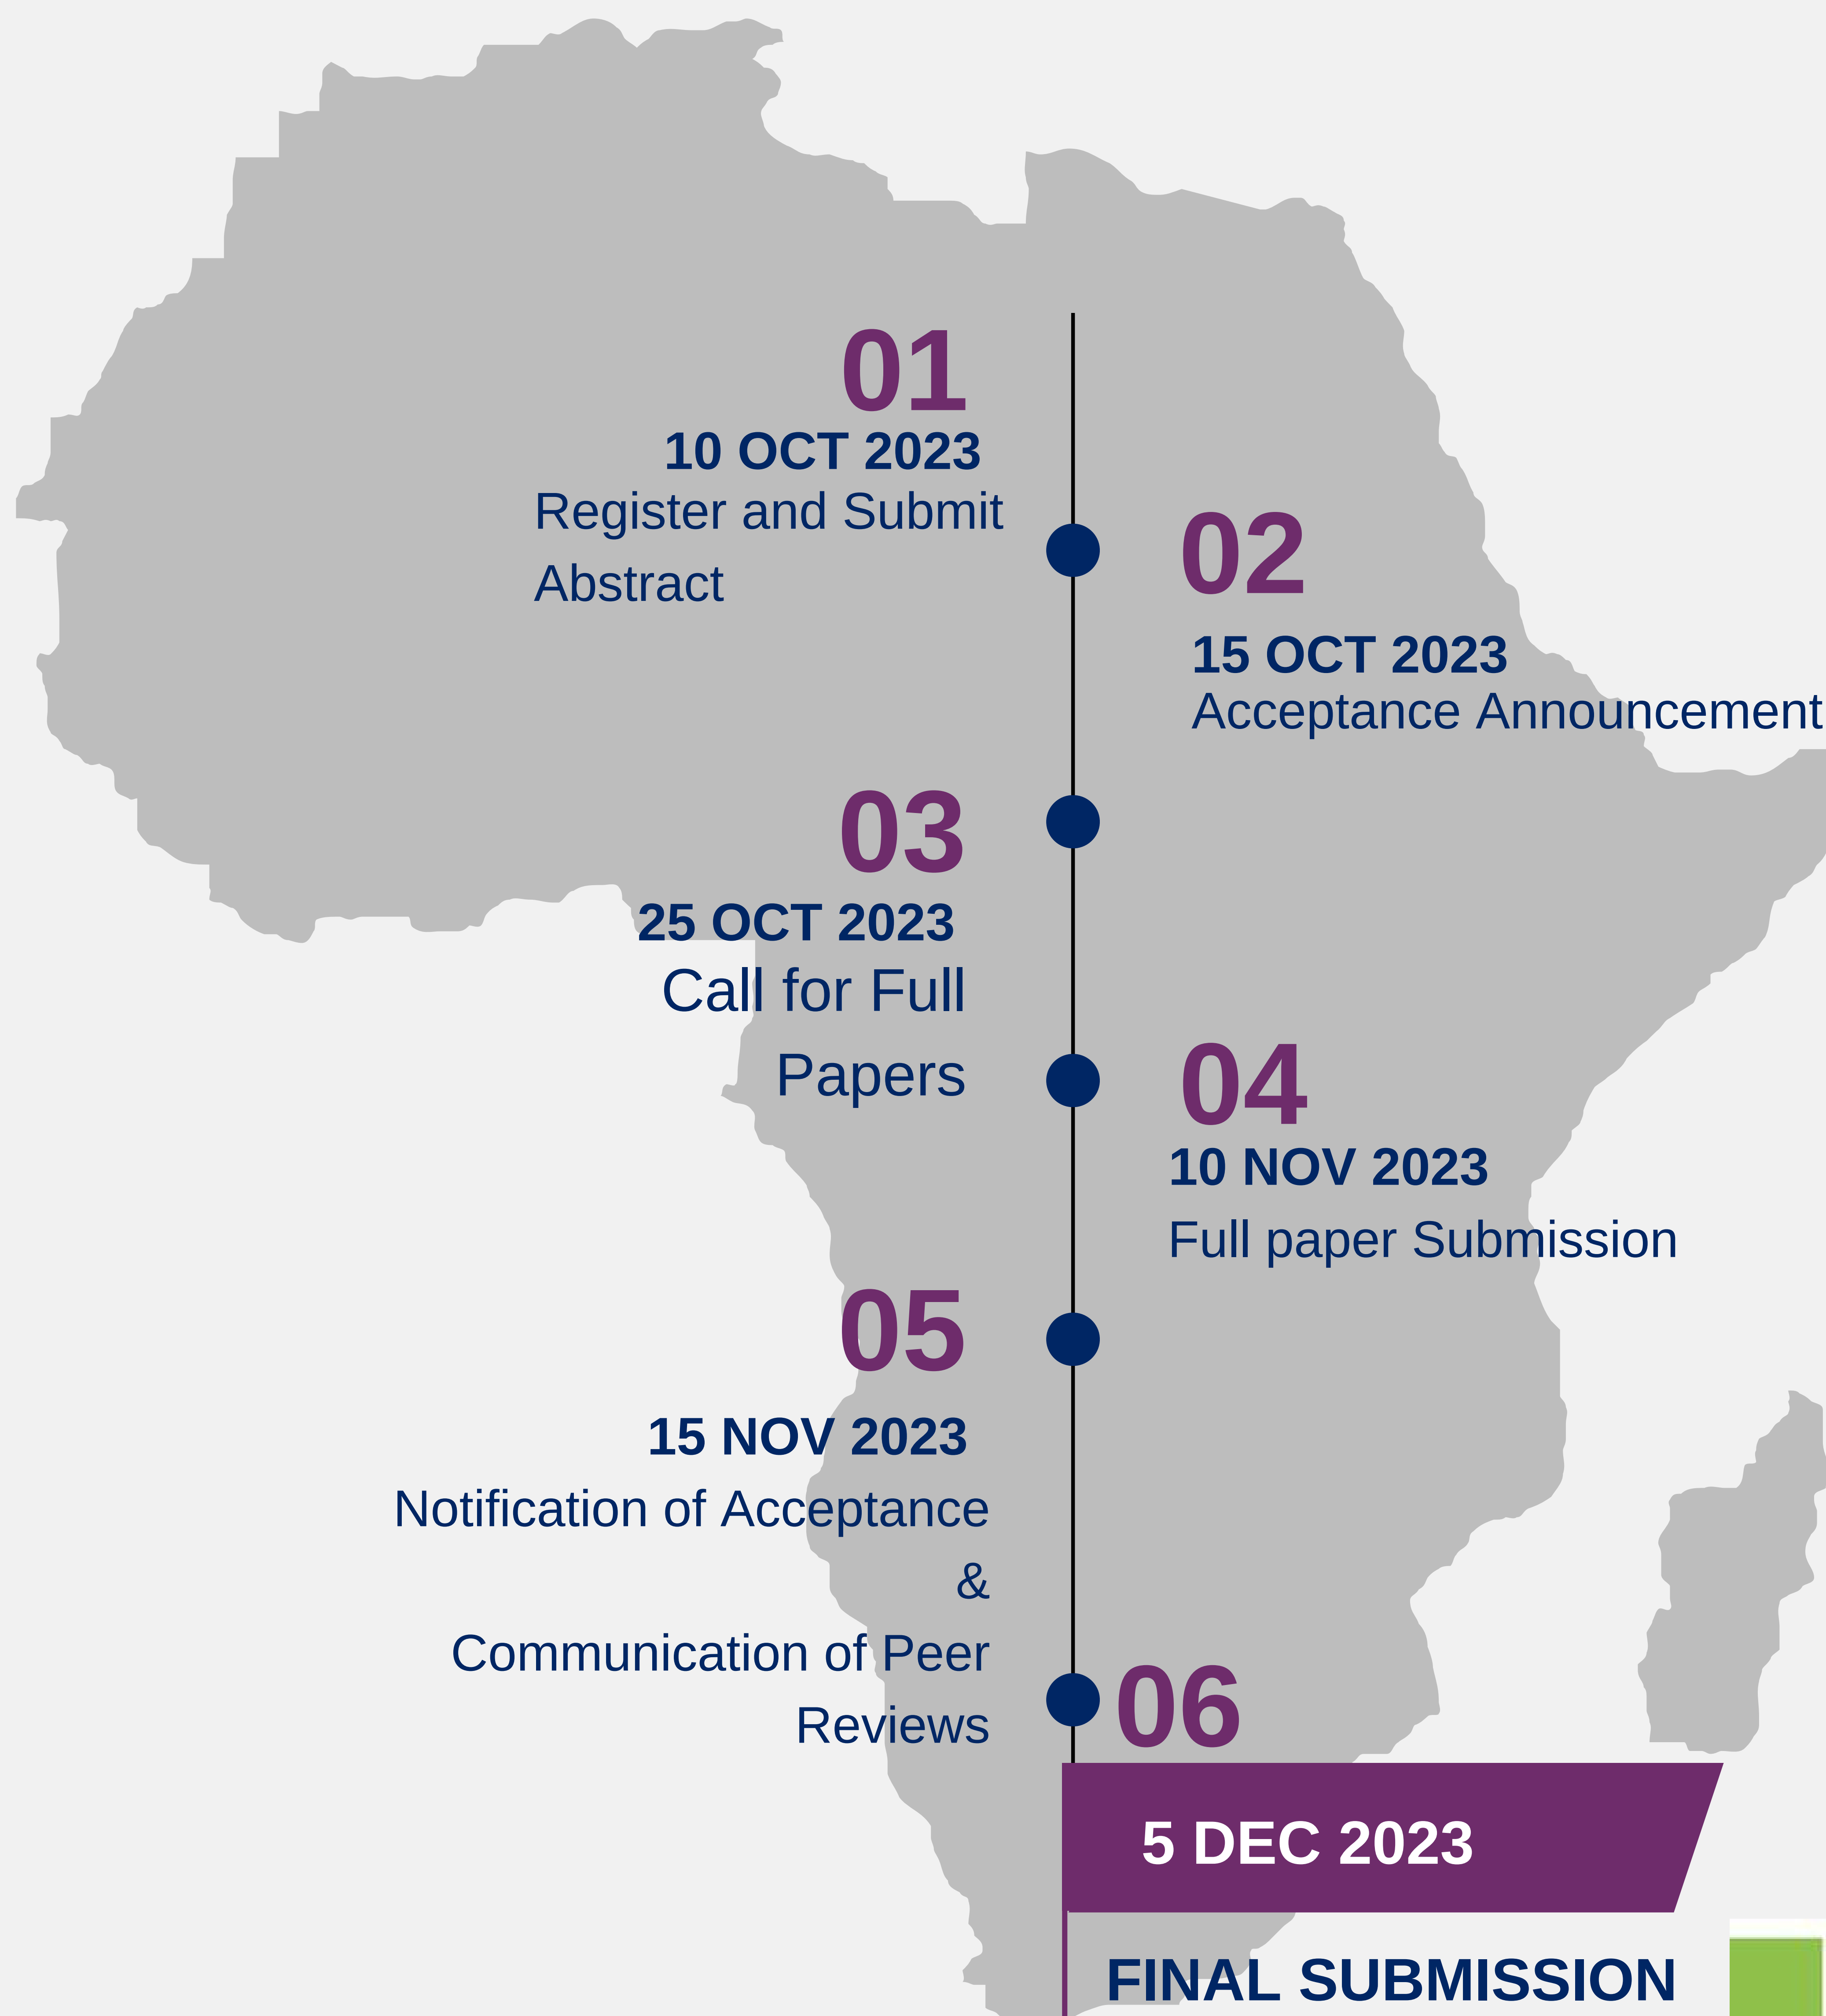 01
10 OCT 2023
Register and Submit
Abstract
02
15 OCT 2023
Acceptance Announcement
03
25 OCT 2023
Call for Full
Papers
04
10 NOV 2023
Full paper Submission
05
15 NOV 2023
Notification of Acceptance
&
Communication of Peer
Reviews
06
5 DEC 2023
FINAL SUBMISSION